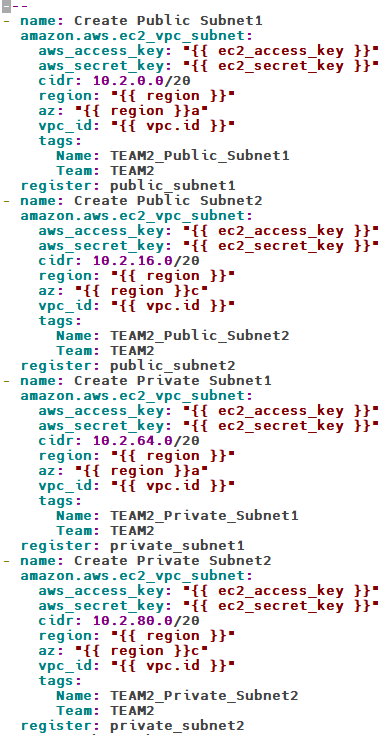 ---
- name: Create Public Subnet1
  amazon.aws.ec2_vpc_subnet:
    aws_access_key: "{{ ec2_access_key }}"
    aws_secret_key: "{{ ec2_secret_key }}"
    cidr: 10.2.0.0/20
    region: "{{ region }}"
    az: "{{ region }}a"
    vpc_id: "{{ vpc.id }}"
    tags:
      Name: TEAM2_Public_Subnet1
      Team: TEAM2
  register: public_subnet1
- name: Create Public Subnet2
  amazon.aws.ec2_vpc_subnet:
    aws_access_key: "{{ ec2_access_key }}"
    aws_secret_key: "{{ ec2_secret_key }}"
    cidr: 10.2.16.0/20
    region: "{{ region }}"
    az: "{{ region }}c"
    vpc_id: "{{ vpc.id }}"
    tags:
      Name: TEAM2_Public_Subnet2
      Team: TEAM2
  register: public_subnet2
- name: Create Private Subnet1
  amazon.aws.ec2_vpc_subnet:
    aws_access_key: "{{ ec2_access_key }}"
    aws_secret_key: "{{ ec2_secret_key }}"
    cidr: 10.2.64.0/20
    region: "{{ region }}"
    az: "{{ region }}a"
    vpc_id: "{{ vpc.id }}"
    tags:
      Name: TEAM2_Private_Subnet1
      Team: TEAM2
  register: private_subnet1
- name: Create Private Subnet2
  amazon.aws.ec2_vpc_subnet:
    aws_access_key: "{{ ec2_access_key }}"
    aws_secret_key: "{{ ec2_secret_key }}"
    cidr: 10.2.80.0/20
    region: "{{ region }}"
    az: "{{ region }}c"
    vpc_id: "{{ vpc.id }}"
    tags:
      Name: TEAM2_Private_Subnet2
      Team: TEAM2
  register: private_subnet2